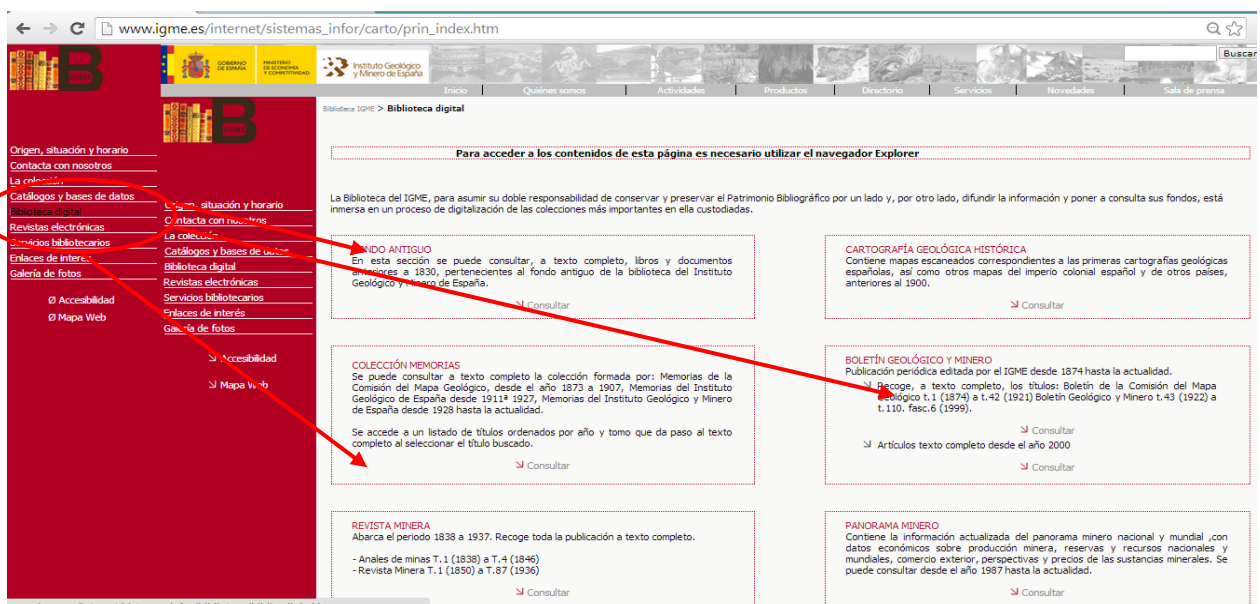 www.igme.es/internet/sistemas_infor/carto/prin_index.htm
B
IGME
GOBIERNO
DE ESPAÑA
MINISTERIO
DE ECONOMÍA
Y COMPETITIVIDAD
Instituto Geológico
y Minero de España
Buscar
Inicio
Quiénes somos
Actividades
Productos
Directorio
Servicios
Novedades
Sala de prensa
Origen, situación y horario
Contacta con nosotros
La colección
Catálogos y bases de datos
Biblioteca digital
Revistas electrónicas
Servicios bibliotecarios
Enlaces de interés
Galería de fotos
Ø Accesibilidad
Ø Mapa Web
B
IGME
Origen, situación y horario
Contacta con nosotros
La colección
Catálogos y bases de datos
Biblioteca digital
Revistas electrónicas
Servicios bibliotecarios
Enlaces de interés
Galería de fotos
Accesibilidad
Mapa Web
Biblioteca IGME > Biblioteca digital
Para acceder a los contenidos de esta página es necesario utilizar el navegador Explorer
La Biblioteca del IGME, para asumir su doble responsabilidad de conservar y preservar el Patrimonio Bibliográfico por un lado y, por otro lado, difundir la información y poner a consulta sus fondos, está
inmersa en un proceso de digitalización de las colecciones más importantes en ella custodiadas.
FONDO ANTIGUO
En esta sección se puede consultar, a texto completo, libros y documentos
anteriores a 1830, pertenecientes al fondo antiguo de la biblioteca del Instituto
Geológico y Minero de España.
Consultar
CARTOGRAFÍA GEOLÓGICA HISTÓRICA
Contiene mapas escaneados correspondientes a las primeras cartografías geológicas
españolas, así como otros mapas del imperio colonial español y de otros países,
anteriores al 1900.
Consultar
COLECCIÓN MEMORIAS
Se puede consultar a texto completo la colección formada por: Memorias de la
Comisión del Mapa Geológico, desde el año 1873 a 1907, Memorias del Instituto
Geológico de España desde 1911ª 1927, Memorias del Instituto Geológico y Minero
de España desde 1928 hasta la actualidad.
Se accede a un listado de títulos ordenados por año y tomo que da paso al texto
completo al seleccionar el título buscado.
Consultar
BOLETÍN GEOLÓGICO Y MINERO
Publicación periódica editada por el IGME desde 1874 hasta la actualidad.
Recoge, a texto completo, los títulos: Boletín de la Comisión del Mapa
Geológico t.1 (1874) a t.42 (1921) Boletín Geológico y Minero t.43 (1922) a
t.110. fasc.6 (1999).
Consultar
Artículos texto completo desde el año 2000
Consultar
REVISTA MINERA
Abarca el periodo 1838 a 1937. Recoge toda la publicación a texto completo.
- Anales de minas T.1 (1838) a T.4 (1846)
- Revista Minera T.1 (1850) a T.87 (1936)
Consultar
PANORAMA MINERO
Contiene la información actualizada del panorama minero nacional y mundial ,con
datos económicos sobre producción minera, reservas y recursos nacionales y
mundiales, comercio exterior, perspectivas y precios de las sustancias minerales. Se
puede consultar desde el año 1987 hasta la actualidad.
Consultar